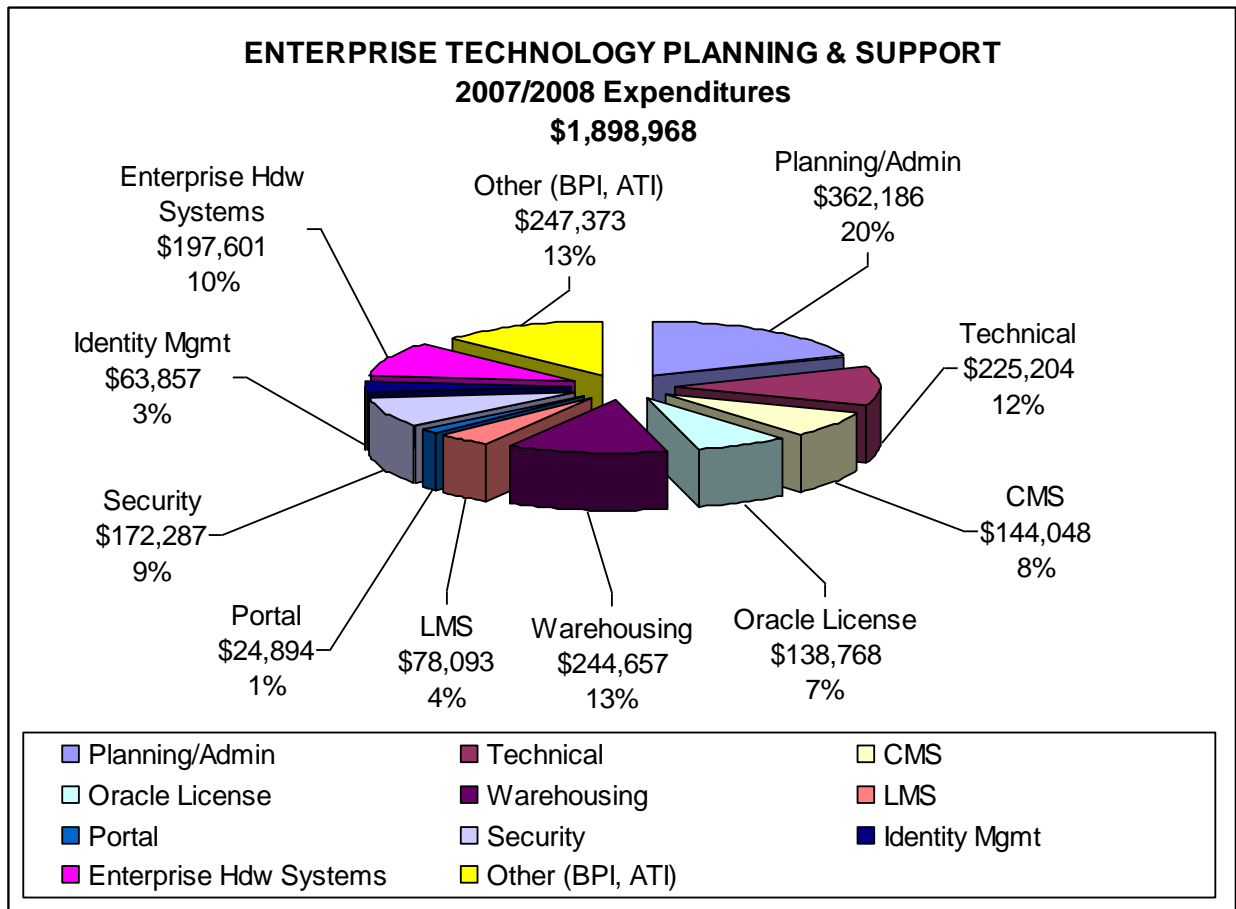 ENTERPRISE TECHNOLOGY PLANNING & SUPPORT
2007/2008 Expenditures
$1,898,968
Enterprise Hdw
Systems
$197,601
10%
Other (BPI, ATI)
$247,373
13%
Planning/Admin
$362,186
20%
Identity Mgmt
$63,857
3%
Technical
$225,204
12%
Security
$172,287
9%
CMS
$144,048
8%
Portal
$24,894
1%
LMS
$78,093
4%
Warehousing
$244,657
13%
Oracle License
$138,768
7%
Planning/Admin
Technical
CMS
Oracle License
Warehousing
LMS
Portal
Security
Identity Mgmt
Enterprise Hdw Systems
Other (BPI, ATI)